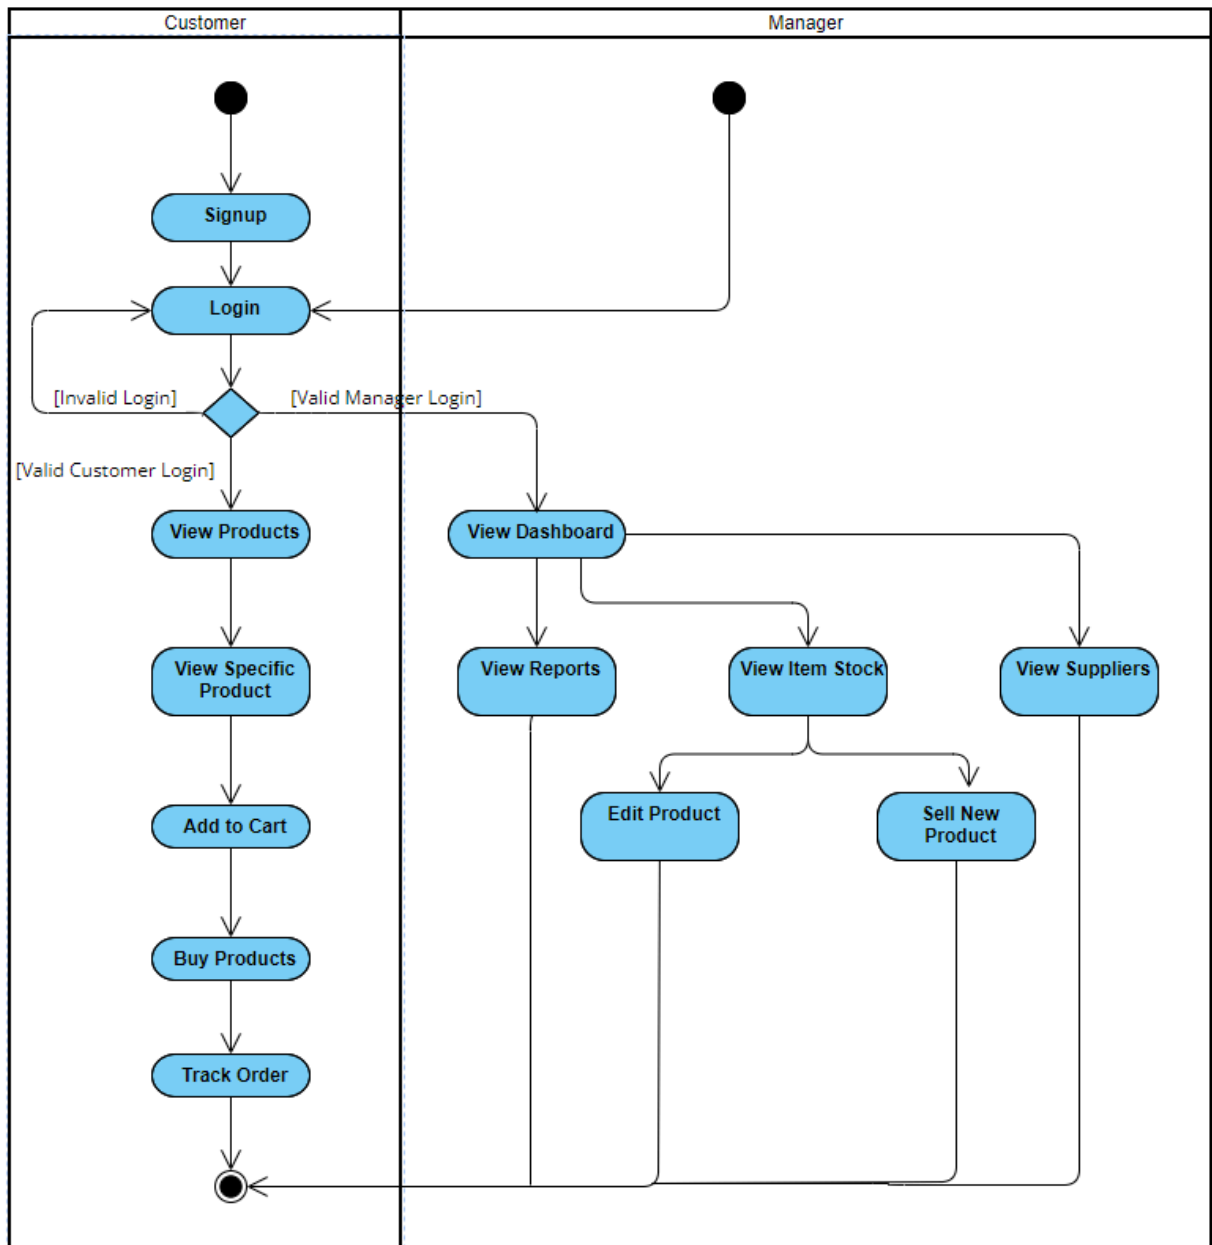 Customer
Manager
Signup
Login
[Invalid Login]
[Valid Manager Login]
[Valid Customer Login]
View Products
View Dashboard
View Specific
Product
View Reports
View Item Stock
View Suppliers
Add to Cart
Edit Product
Sell New
Product
Buy Products
Track Order